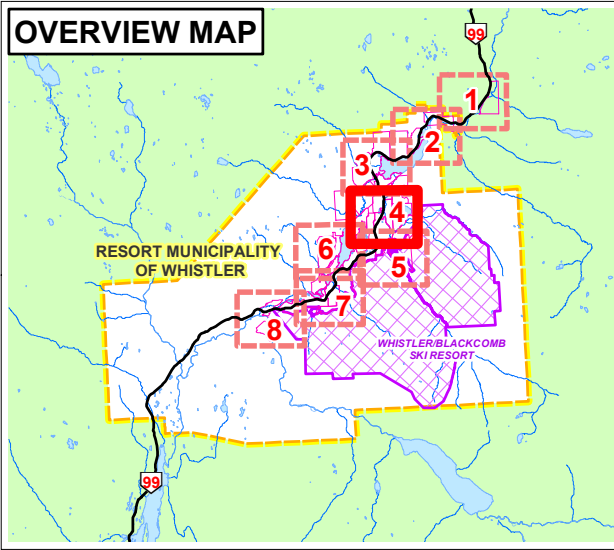 OVERVIEW MAP
99
1
2
3
4
RESORT MUNICIPALITY
OF WHISTLER
6
5
7
8
WHISTLER/BLACKCOMB
SKI RESORT
99